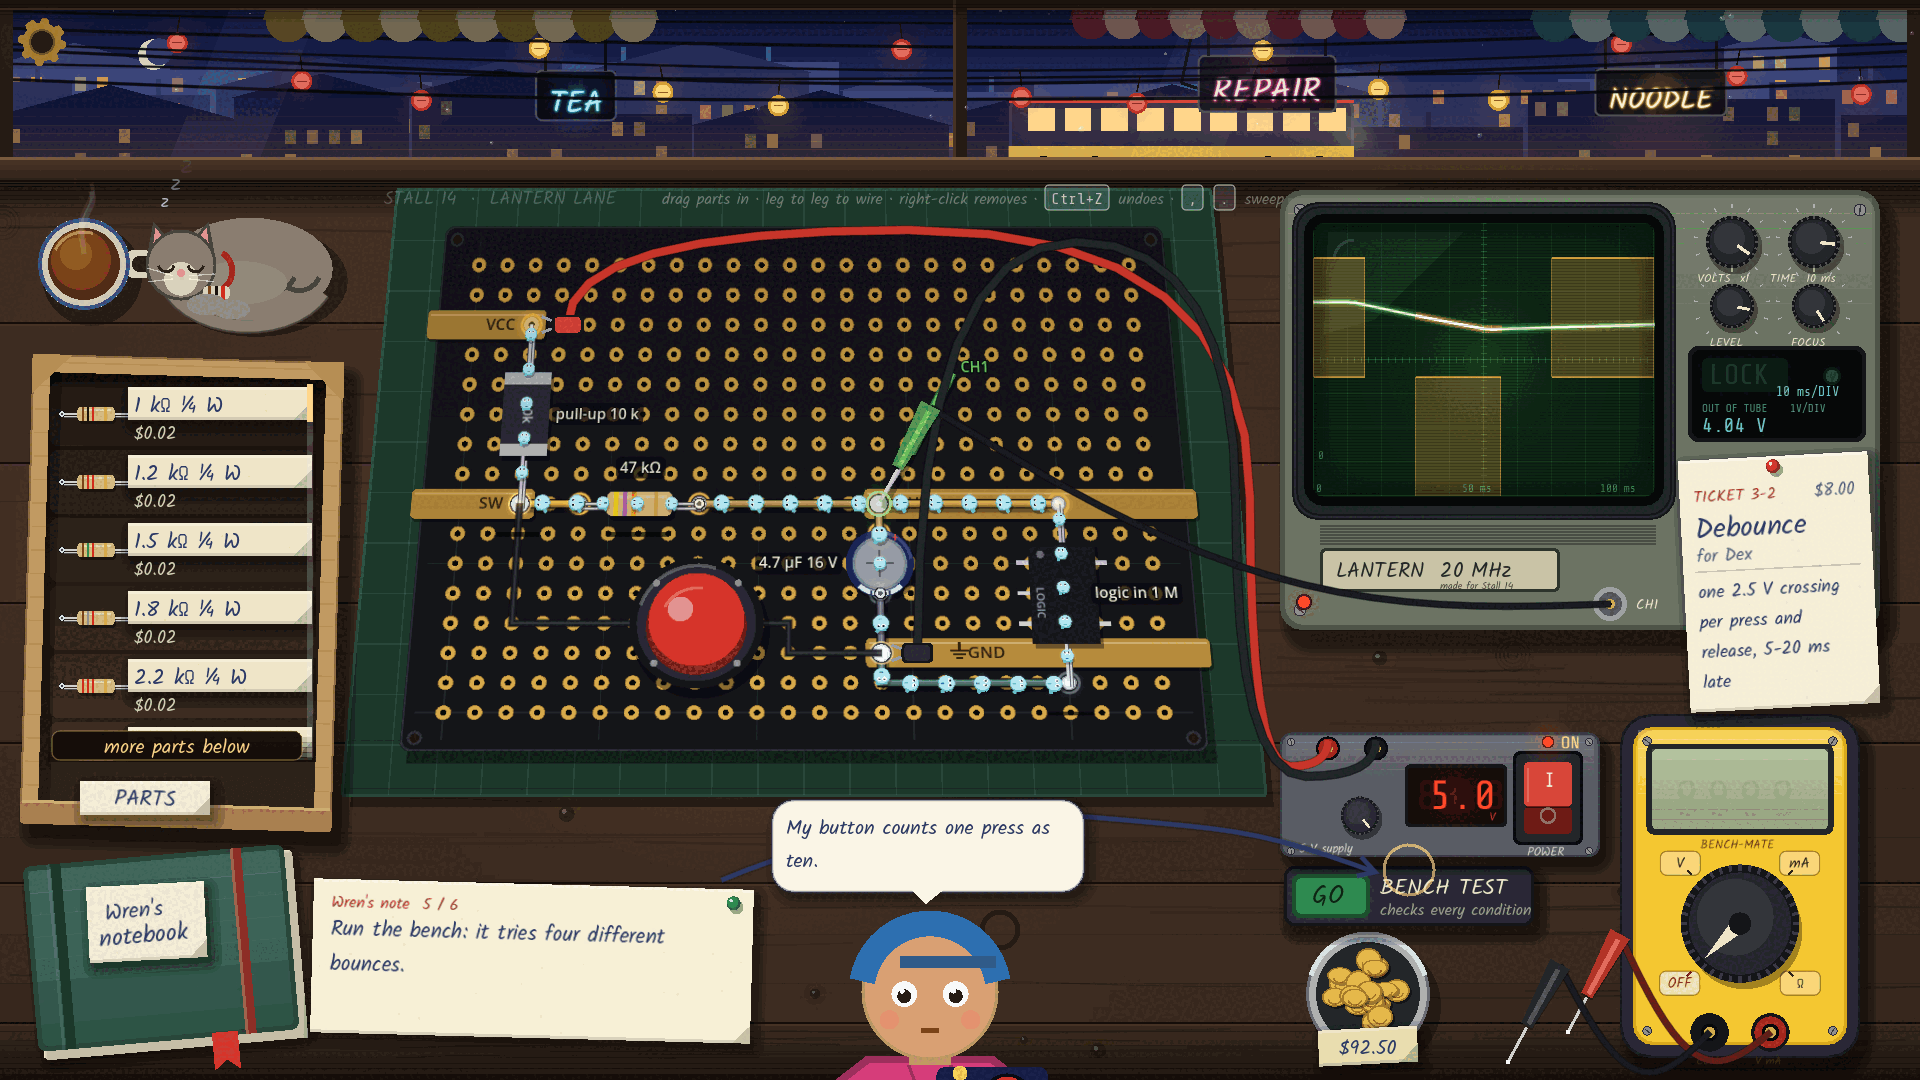 TEA
REPAIR
NOODLE
STALL 14 · LANTERN LANE
drag parts in · leg to leg to wire · right-click removes · Ctrl+Z undoes · , . sweep
VCC
pull-up 10 k
47 kΩ
SW
4.7 µF 16 V
CH1
LOGIC
logic in 1 M
GND
1 kΩ ¼ W
$0.02
1.2 kΩ ¼ W
$0.02
1.5 kΩ ¼ W
$0.02
1.8 kΩ ¼ W
$0.02
2.2 kΩ ¼ W
$0.02
more parts below
PARTS
0
0
50 ms
100 ms
VOLTS x1
TIME 10 ms
LEVEL
FOCUS
LOCK
10 ms/DIV
OUT OF TUBE 1V/DIV
4.04 V
LANTERN 20 MHz
made for Stall 14
CH1
TICKET 3-2 $8.00
Debounce
for Dex
one 2.5 V crossing
per press and
release, 5-20 ms
late
ON
5.0
V
I
V supply
POWER
GO
BENCH TEST
checks every condition
$92.50
BENCH-MATE
V
mA
OFF
Ω
V mA
Wren's
notebook
Wren's note 5 / 6
Run the bench: it tries four different
bounces.
My button counts one press as
ten.
z
z